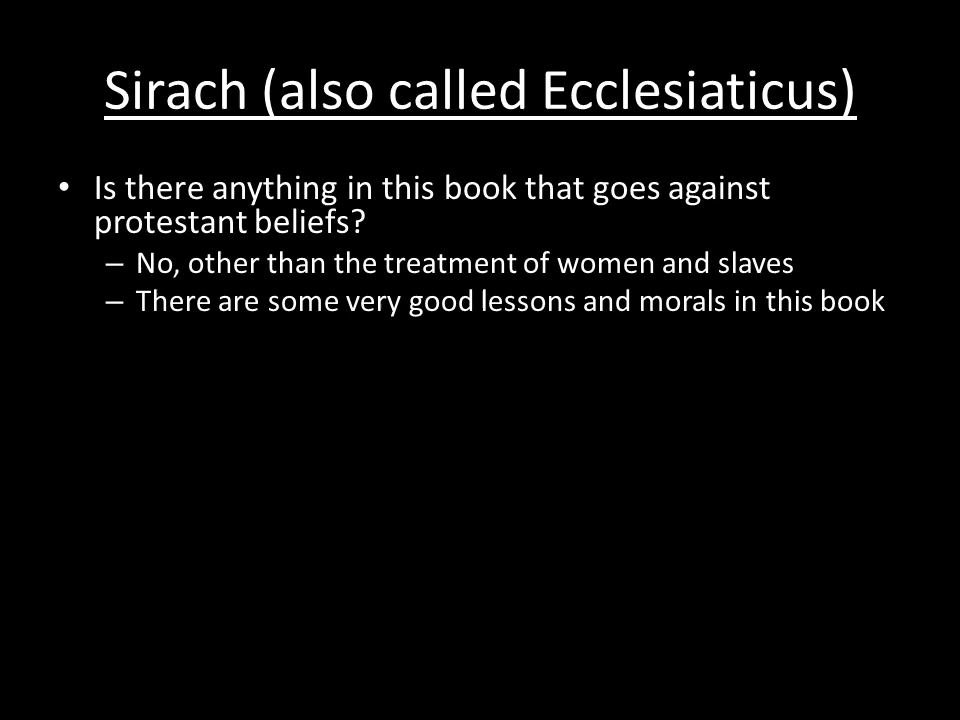 Sirach (also called Ecclesiaticus)
• Is there anything in this book that goes against
protestant beliefs?
– No, other than the treatment of women and slaves
– There are some very good lessons and morals in this book